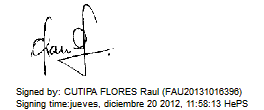 Signed by: CUTIPA FLORES Raul (FAU20131016396)
Signing time:jueves, diciembre 20 2012, 11:58:13 HePS